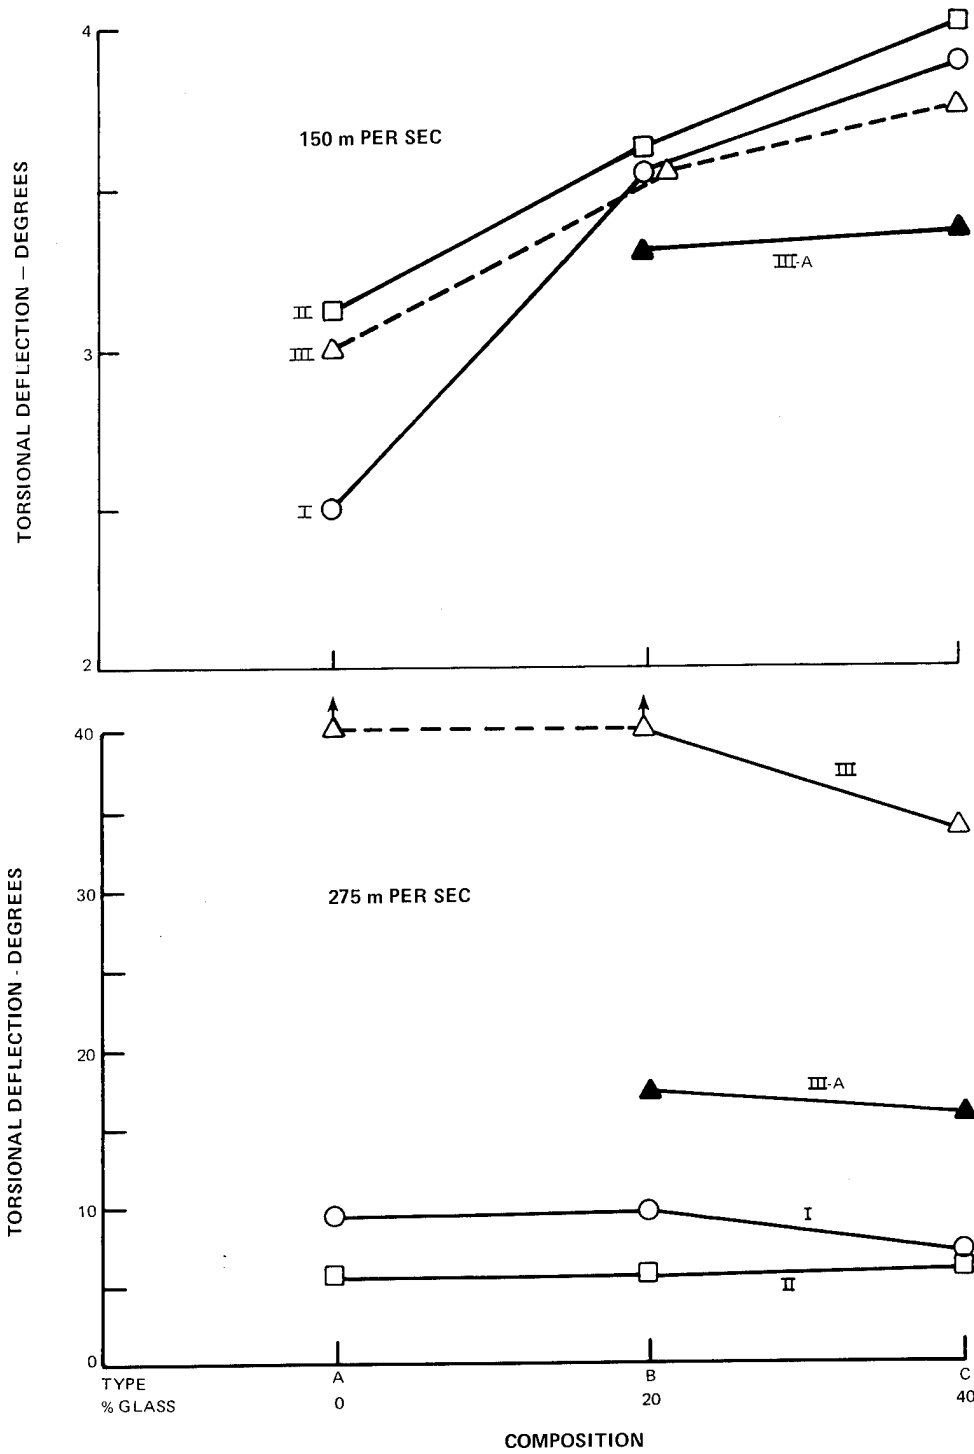 TORSIONAL DEFLECTION – DEGREES
4
3
2
150 m PER SEC
II
III
I
III-A
TORSIONAL DEFLECTION - DEGREES
40
30
20
10
0
275 m PER SEC
III
III-A
I
II
TYPE A B C
% GLASS 0 20 40
COMPOSITION